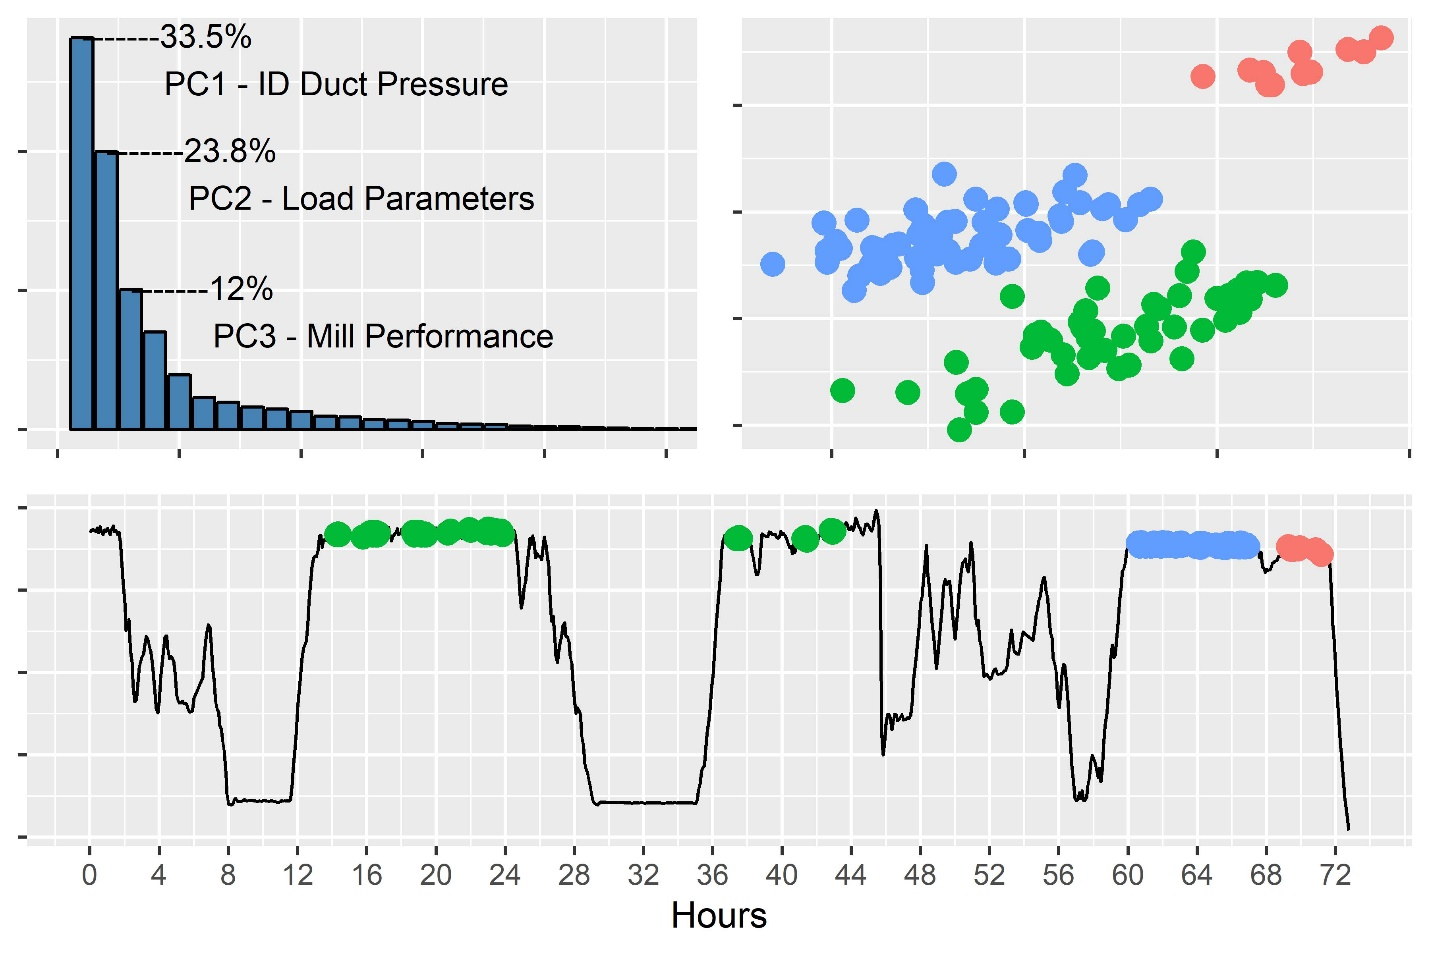 33.5%
PC1 - ID Duct Pressure
23.8%
PC2 - Load Parameters
12%
PC3 - Mill Performance
0 4 8 12 16 20 24 28 32 36 40 44 48 52 56 60 64 68 72
Hours